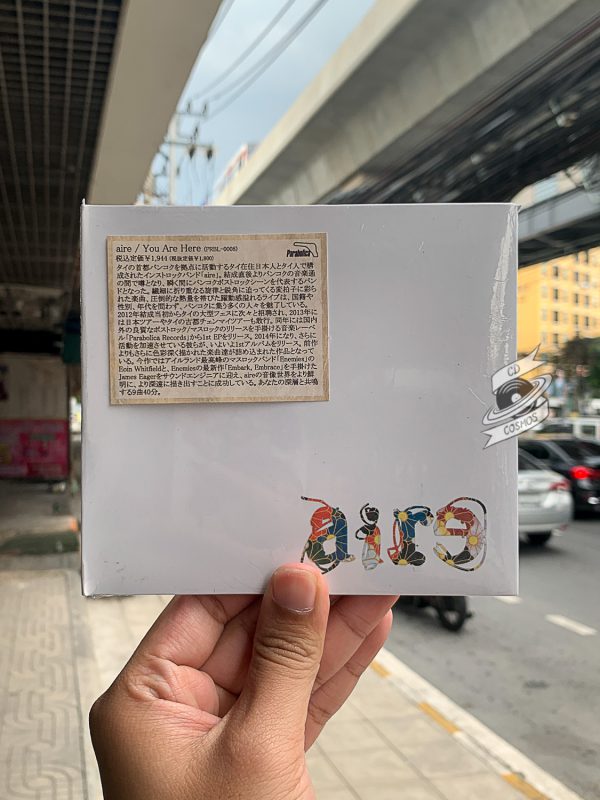 aire / You Are Here (PRBL-0008)
Parabolica
税込定価¥1,944 (税抜定価¥1,800)
タイの首都バンコクを拠点に活動するタイ在住日本人とタイ人で構
成されたインストロックバンド「aire」。結成直後よりバンコクの音楽通
の間で噂となり、瞬く間にバンコクポストロックシーンを代表するバン
ドとなった。繊細に折り重なる旋律と鋭角に迫ってくる変拍子に彩ら
れた楽曲、圧倒的な熱量を帯びた躍動感溢れるライブは、国籍や
性別、年代を問わず、バンコクに集う多くの人々を魅了している。
2012年結成当初からタイの大型フェスに次々と招聘され、2013年に
は日本ツアーやタイの古都チェンマイツアーも敢行。同年には国内
外の良質なポストロック/マスロックのリリースを手掛ける音楽レーベ
ル「Parabolica Records」から1st EPをリリース。2014年になり、さらに
活動を加速させている彼らが、いよいよ1stアルバムをリリース。前作
よりもさらに色彩深く描かれた楽曲達が詰め込まれた作品となってい
る。今作ではアイルランド最高峰のマスロックバンド「Enemies」の
Eoin Whitfieldと、Enemiesの最新作「Embark, Embrace」を手掛けた
James Eagerをサウンドエンジニアに迎え、aireの音像世界をより鮮
明に、より深遠に描き出すことに成功している。あなたの深層と共鳴
する9曲40分。
CD
COSMOS
aire